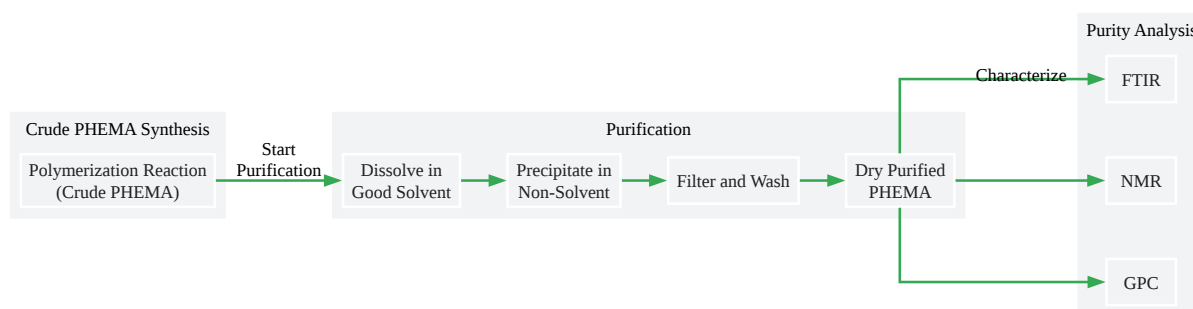 Purity Analysis
Characterize
FTIR
Crude PHEMA Synthesis
Polymerization Reaction
(Crude PHEMA)
Start
Purification
Purification
Dissolve in
Good Solvent
Precipitate in
Non-Solvent
Filter and Wash
Dry Purified
PHEMA
NMR
GPC